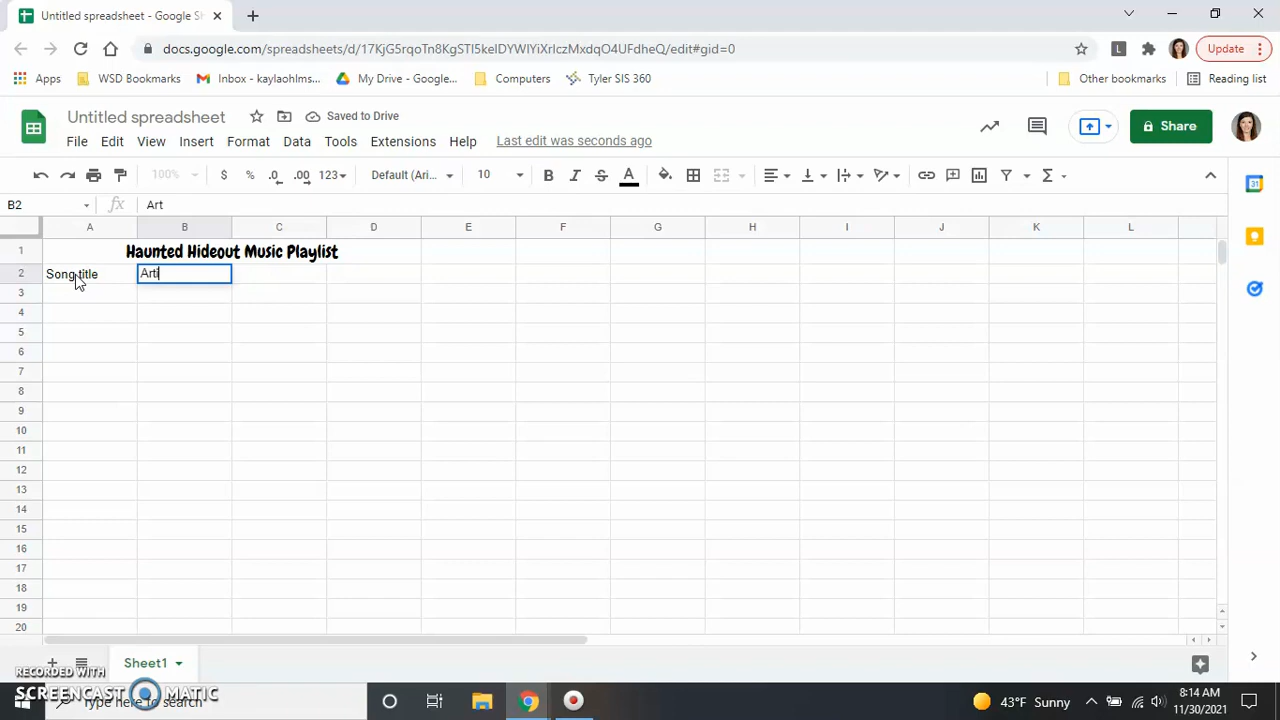 Untitled spreadsheet - Google Sh
docs.google.com/spreadsheets/d/17KjG5rqoTn8KgSTI5keIDYWIYiXrIczMxdqO4UFdheQ/edit#gid=0
L
Update
Apps
WSD Bookmarks
Inbox - kaylaohlms...
My Drive - Google...
Computers
Tyler SIS 360
Other bookmarks
Reading list
Untitled spreadsheet
Saved to Drive
File Edit View Insert Format Data Tools Extensions Help
Last edit was seconds ago
Share
100% $ % .0 .00 123 Default (Ari... 10 B I S A
B2 fx Art
A B C D E F G H I J K L
1 Haunted Hideout Music Playlist
2 Song title Arti
3
4
5
6
7
8
9
10
11
12
13
14
15
16
17
18
19
20
Sheet1
RECORDED WITH
SCREENCAST MATIC
Type here to search
43°F Sunny
8:14 AM
11/30/2021
31